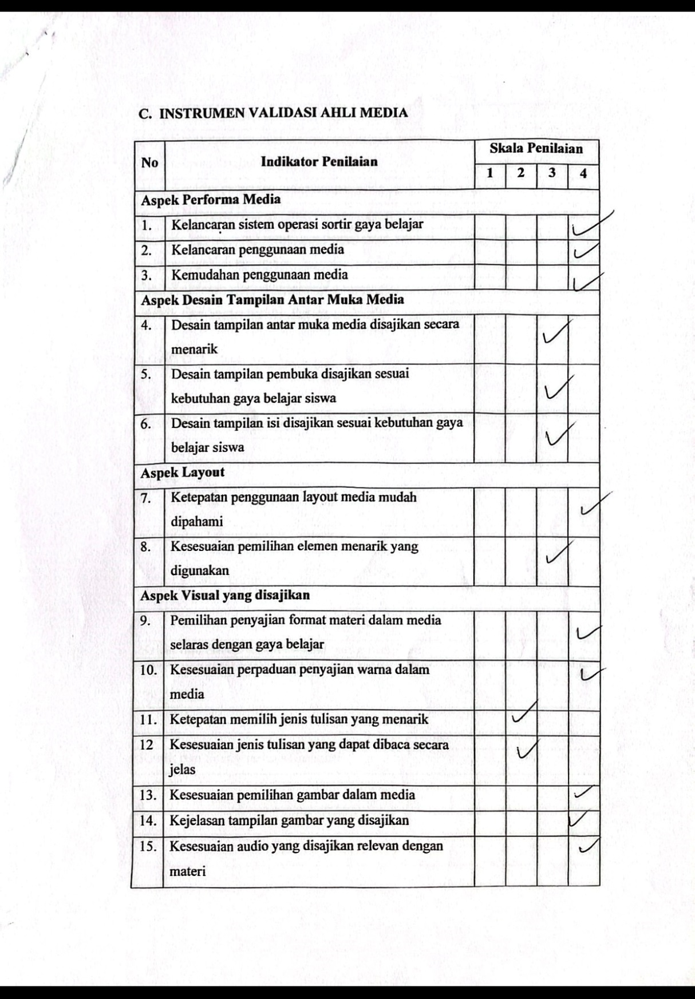 C. INSTRUMEN VALIDASI AHLI MEDIA
No Indikator Penilaian Skala Penilaian
1 2 3 4
Aspek Performa Media
1. Kelancaran sistem operasi sortir gaya belajar ✓
2. Kelancaran penggunaan media ✓
3. Kemudahan penggunaan media ✓
Aspek Desain Tampilan Antar Muka Media
4. Desain tampilan antar muka media disajikan secara ✓
menarik
5. Desain tampilan pembuka disajikan sesuai ✓
kebutuhan gaya belajar siswa
6. Desain tampilan isi disajikan sesuai kebutuhan gaya ✓
belajar siswa
Aspek Layout
7. Ketepatan penggunaan layout media mudah ✓
dipahami
8. Kesesuaian pemilihan elemen menarik yang ✓
digunakan
Aspek Visual yang disajikan
9. Pemilihan penyajian format materi dalam media ✓
selaras dengan gaya belajar
10. Kesesuaian perpaduan penyajian warna dalam ✓
media
11. Ketepatan memilih jenis tulisan yang menarik ✓
12 Kesesuaian jenis tulisan yang dapat dibaca secara ✓
jelas
13. Kesesuaian pemilihan gambar dalam media ✓
14. Kejelasan tampilan gambar yang disajikan ✓
15. Kesesuaian audio yang disajikan relevan dengan ✓
materi